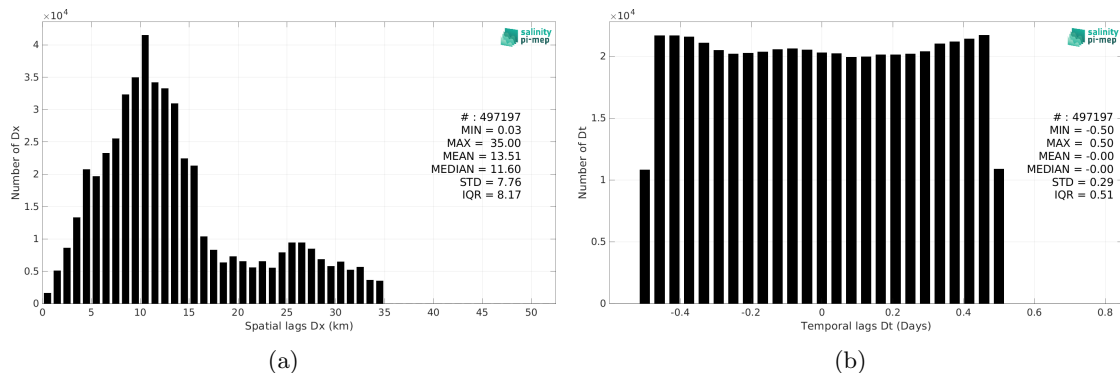 ×10⁴
4
3.5
3
2.5
2
1.5
1
0.5
0
Number of Dx
0 5 10 15 20 25 30 35 40 45 50
Spatial lags Dx (km)
salinity
pi-mep
# : 497197
MIN = 0.03
MAX = 35.00
MEAN = 13.51
MEDIAN = 11.60
STD = 7.76
IQR = 8.17
(a)
×10⁴
2
1.5
1
0.5
0
Number of Dt
-0.4 -0.2 0 0.2 0.4 0.6 0.8
Temporal lags Dt (Days)
salinity
pi-mep
# : 497197
MIN = -0.50
MAX = 0.50
MEAN = -0.00
MEDIAN = -0.00
STD = 0.29
IQR = 0.51
(b)